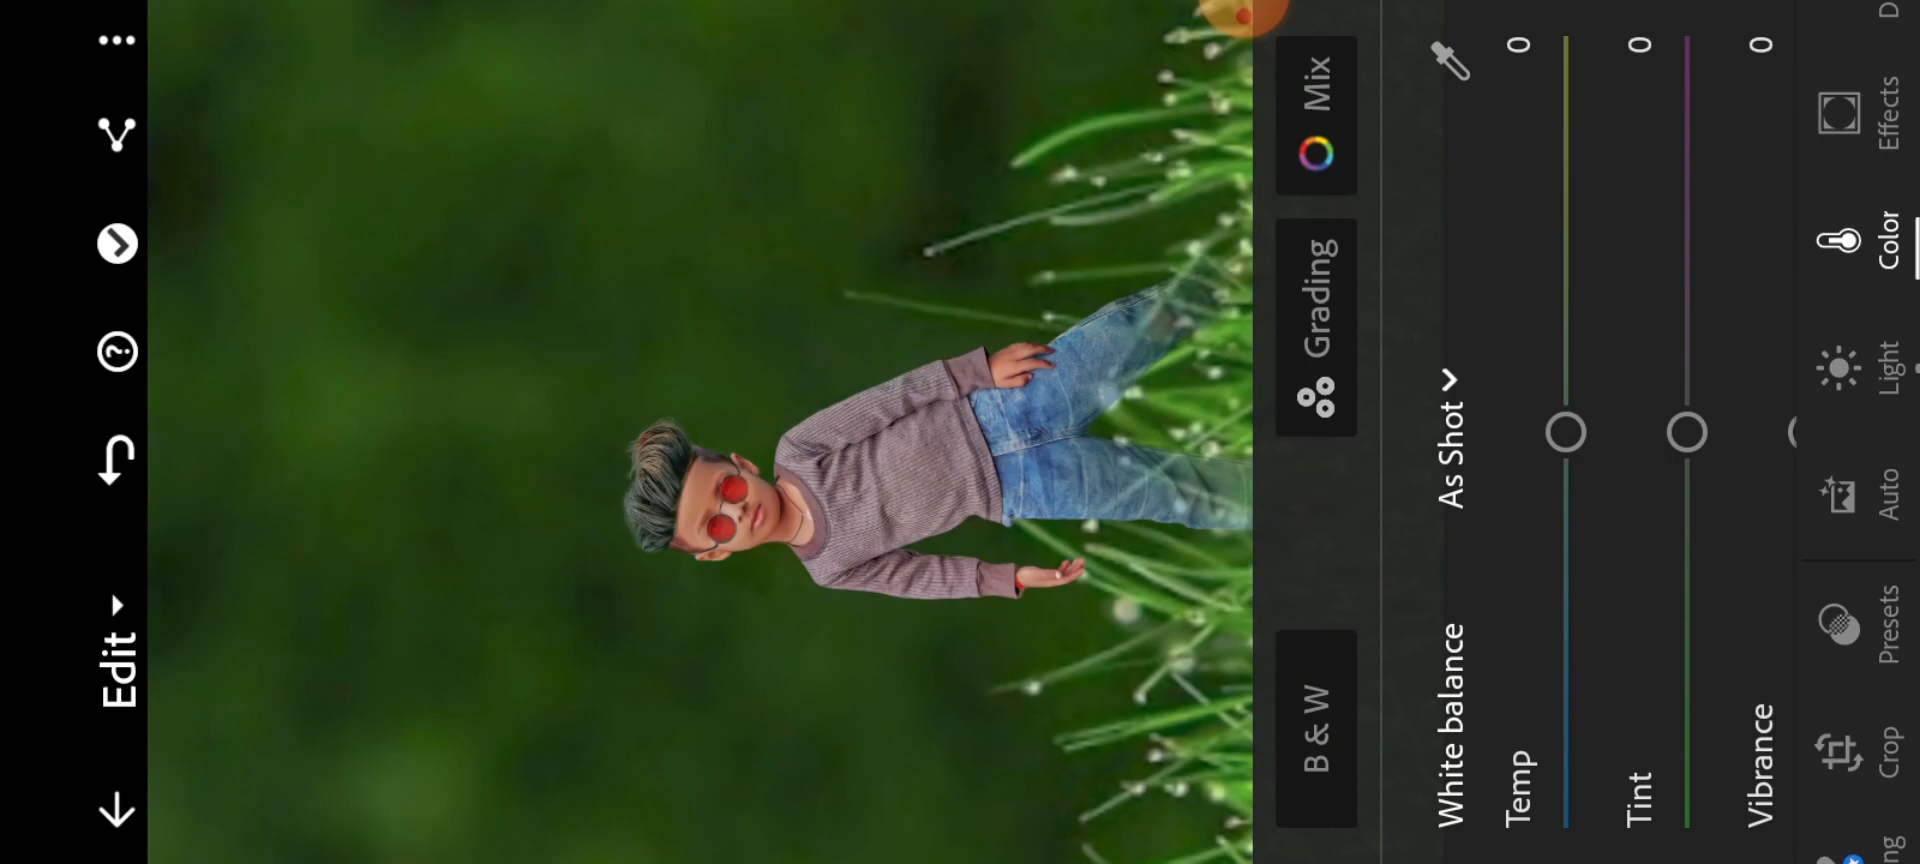 Edit
B & W
Grading
Mix
White balance
As Shot
Temp
0
Tint
0
Vibrance
0
Crop
Presets
Auto
Light
Color
Effects